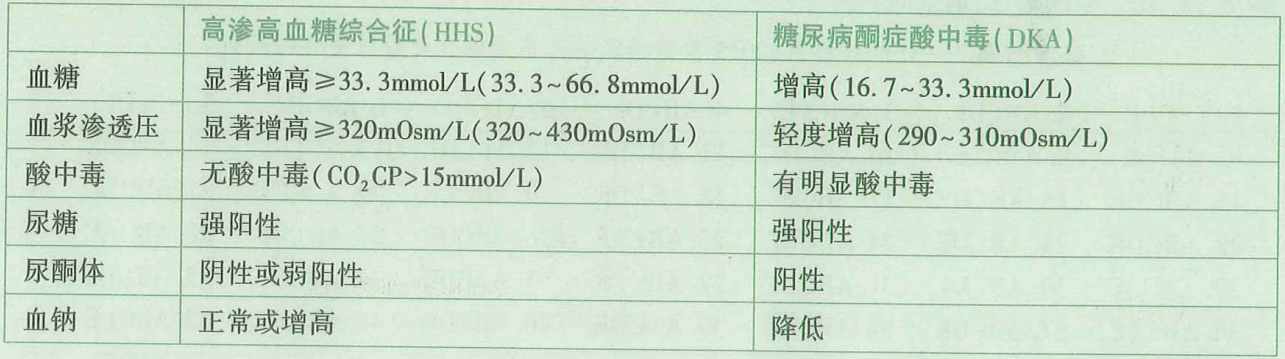 高渗高血糖综合征(HHS) 糖尿病酮症酸中毒(DKA)
血糖 显著增高≥33.3mmol/L(33.3~66.8mmol/L) 增高(16.7~33.3mmol/L)
血浆渗透压 显著增高≥320mOsm/L(320~430mOsm/L) 轻度增高(290~310mOsm/L)
酸中毒 无酸中毒(CO₂CP>15mmol/L) 有明显酸中毒
尿糖 强阳性 强阳性
尿酮体 阴性或弱阳性 阳性
血钠 正常或增高 降低